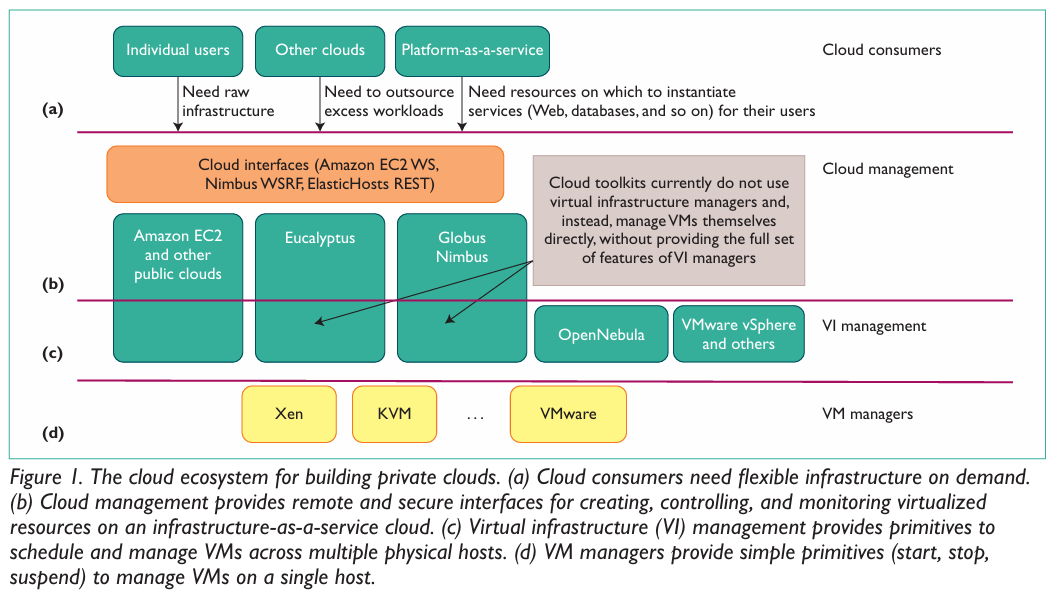 Individual users
Other clouds
Platform-as-a-service
Cloud consumers
Need raw
infrastructure
Need to outsource
excess workloads
Need resources on which to instantiate
services (Web, databases, and so on) for their users
(a)
Cloud interfaces (Amazon EC2 WS,
Nimbus WSRF, ElasticHosts REST)
Cloud management
Cloud toolkits currently do not use
virtual infrastructure managers and,
instead, manage VMs themselves
directly, without providing the full set
of features of VI managers
Amazon EC2
and other
public clouds
Eucalyptus
Globus
Nimbus
(b)
OpenNebula
VMware vSphere
and others
VI management
(c)
Xen
KVM
...
VMware
VM managers
(d)
Figure 1. The cloud ecosystem for building private clouds. (a) Cloud consumers need flexible infrastructure on demand.
(b) Cloud management provides remote and secure interfaces for creating, controlling, and monitoring virtualized
resources on an infrastructure-as-a-service cloud. (c) Virtual infrastructure (VI) management provides primitives to
schedule and manage VMs across multiple physical hosts. (d) VM managers provide simple primitives (start, stop,
suspend) to manage VMs on a single host.